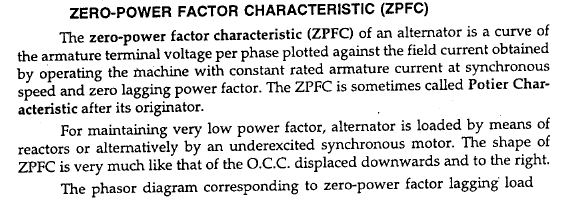 ZERO-POWER FACTOR CHARACTERISTIC (ZPFC)
The zero-power factor characteristic (ZPFC) of an alternator is a curve of
the armature terminal voltage per phase plotted against the field current obtained
by operating the machine with constant rated armature current at synchronous
speed and zero lagging power factor. The ZPFC is sometimes called Potier Char-
acteristic after its originator.
For maintaining very low power factor, alternator is loaded by means of
reactors or alternatively by an underexcited synchronous motor. The shape of
ZPFC is very much like that of the O.C.C. displaced downwards and to the right.
The phasor diagram corresponding to zero-power factor lagging load